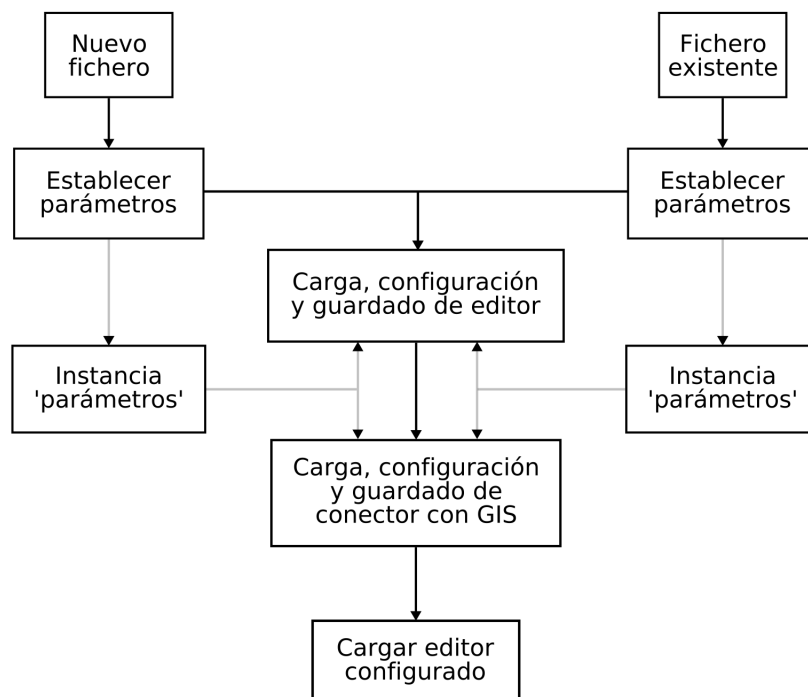 Nuevo
fichero
Fichero
existente
Establecer
parámetros
Establecer
parámetros
Carga, configuración
y guardado de editor
Instancia
'parámetros'
Instancia
'parámetros'
Carga, configuración
y guardado de
conector con GIS
Cargar editor
configurado